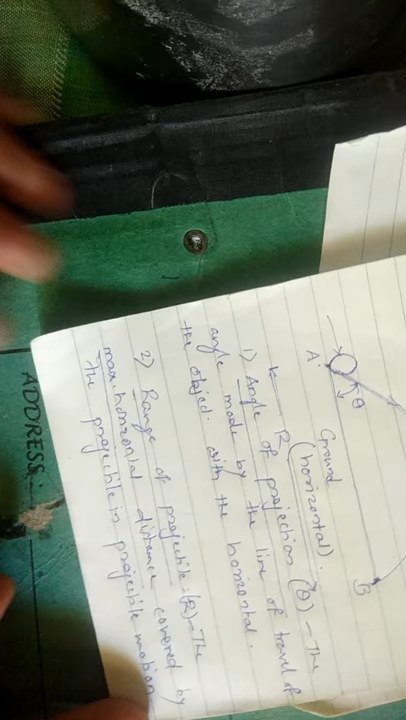 A
θ
B
Ground
(horizontal).
R
1) Angle of projection (θ) - The
angle made by the line of travel of
the object with the horizontal.
2) Range of projectile:(R) - The
max. horizontal distance covered by
the projectile in projectile motion
ADDRESS: